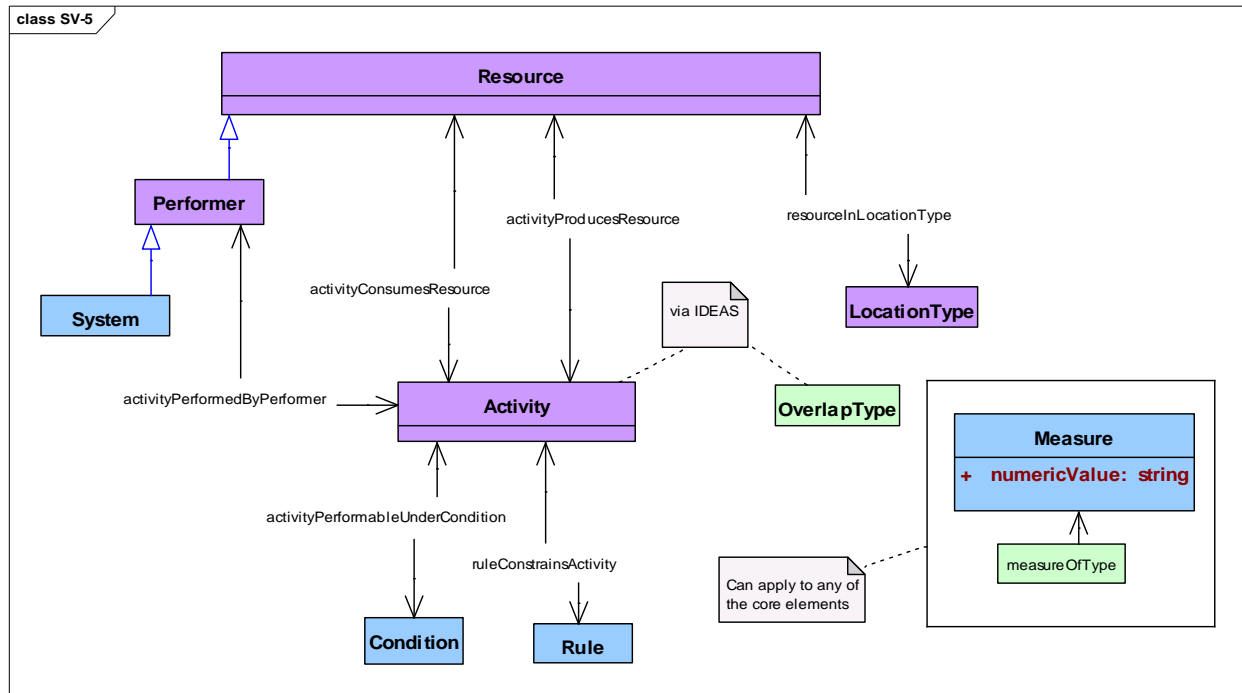 class SV-5
Resource
Performer
activityProducesResource
resourceInLocationType
activityConsumesResource
System
via IDEAS
LocationType
activityPerformedByPerformer
Activity
OverlapType
Measure
+ numericValue: string
activityPerformableUnderCondition
ruleConstrainsActivity
measureOfType
Can apply to any of
the core elements
Condition
Rule